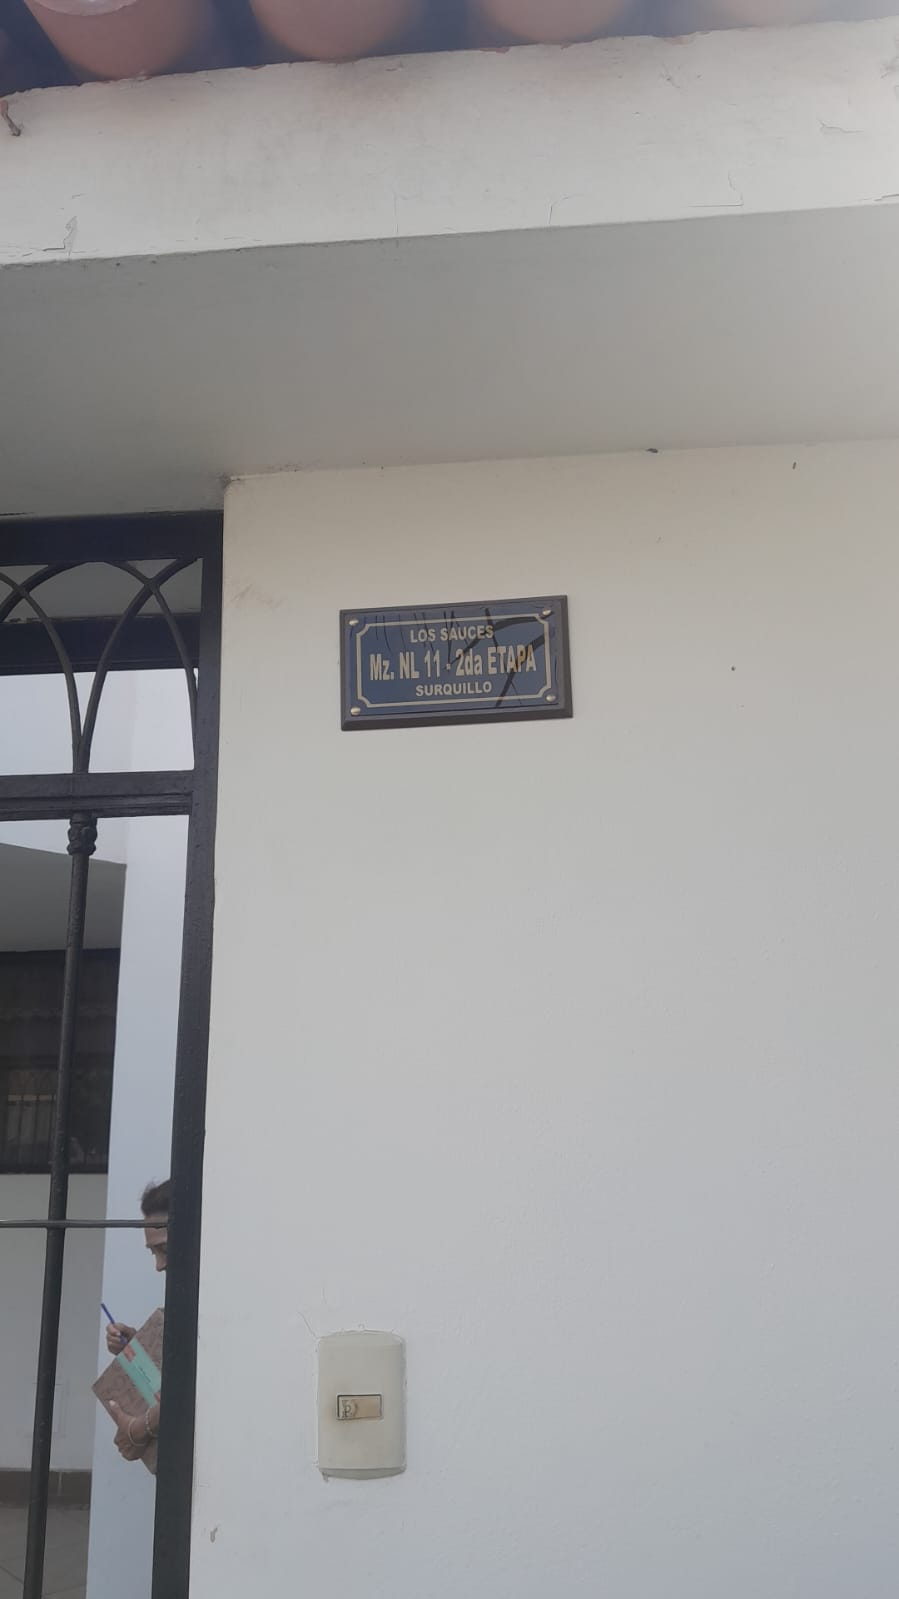 LOS SAUCES
Mz. NL 11 - 2da ETAPA
SURQUILLO